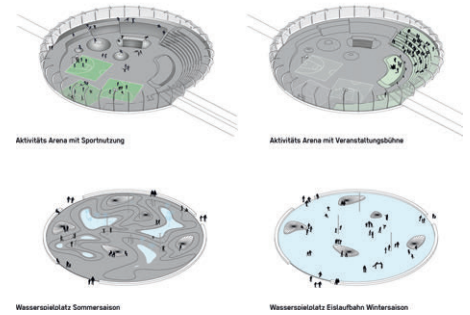 Aktivitäts Arena mit Sportnutzung
Aktivitäts Arena mit Veranstaltungsbühne
Wasserspielplatz Sommersaison
Wasserspielplatz Eislaufbahn Wintersaison